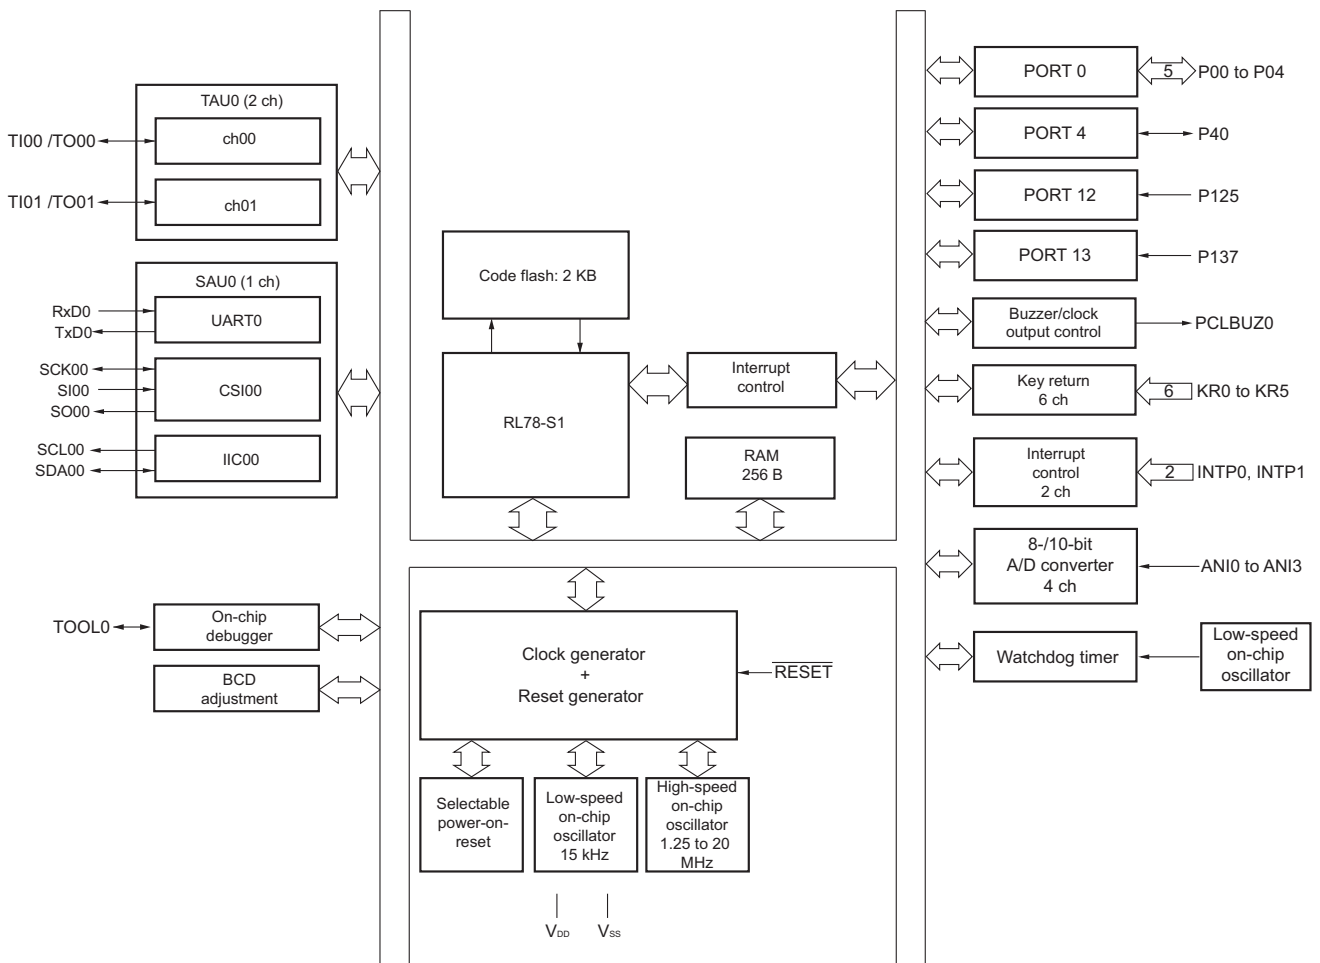 TAU0 (2 ch)
TI00 /TO00
ch00
TI01 /TO01
ch01
SAU0 (1 ch)
RxD0
TxD0
UART0
SCK00
SI00
SO00
CSI00
SCL00
SDA00
IIC00
TOOL0
On-chip
debugger
BCD
adjustment
Code flash: 2 KB
RL78-S1
Interrupt
control
RAM
256 B
Clock generator
+
Reset generator
RESET
Selectable
power-on-
reset
Low-speed
on-chip
oscillator
15 kHz
High-speed
on-chip
oscillator
1.25 to 20
MHz
VDD
VSS
PORT 0
5
P00 to P04
PORT 4
P40
PORT 12
P125
PORT 13
P137
Buzzer/clock
output control
PCLBUZ0
Key return
6 ch
6
KR0 to KR5
Interrupt
control
2 ch
2
INTP0, INTP1
8-/10-bit
A/D converter
4 ch
ANI0 to ANI3
Watchdog timer
Low-speed
on-chip
oscillator